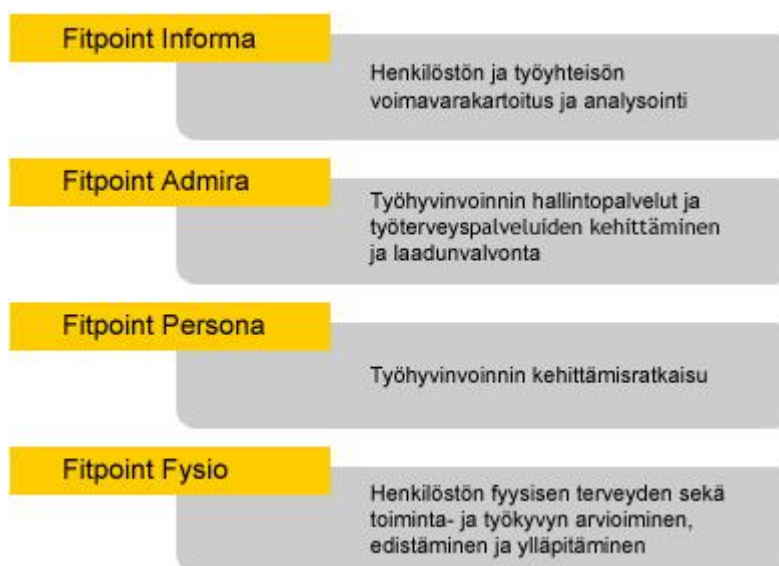 Fitpoint Informa
Henkilöstön ja työyhteisön
voimavarakartoitus ja analysointi
Fitpoint Admira
Työhyvinvoinnin hallintopalvelut ja
työterveyspalveluiden kehittäminen
ja laadunvalvonta
Fitpoint Persona
Työhyvinvoinnin kehittämisratkaisu
Fitpoint Fysio
Henkilöstön fyysisen terveyden sekä
toiminta- ja työkyvyn arvioiminen,
edistäminen ja ylläpitäminen